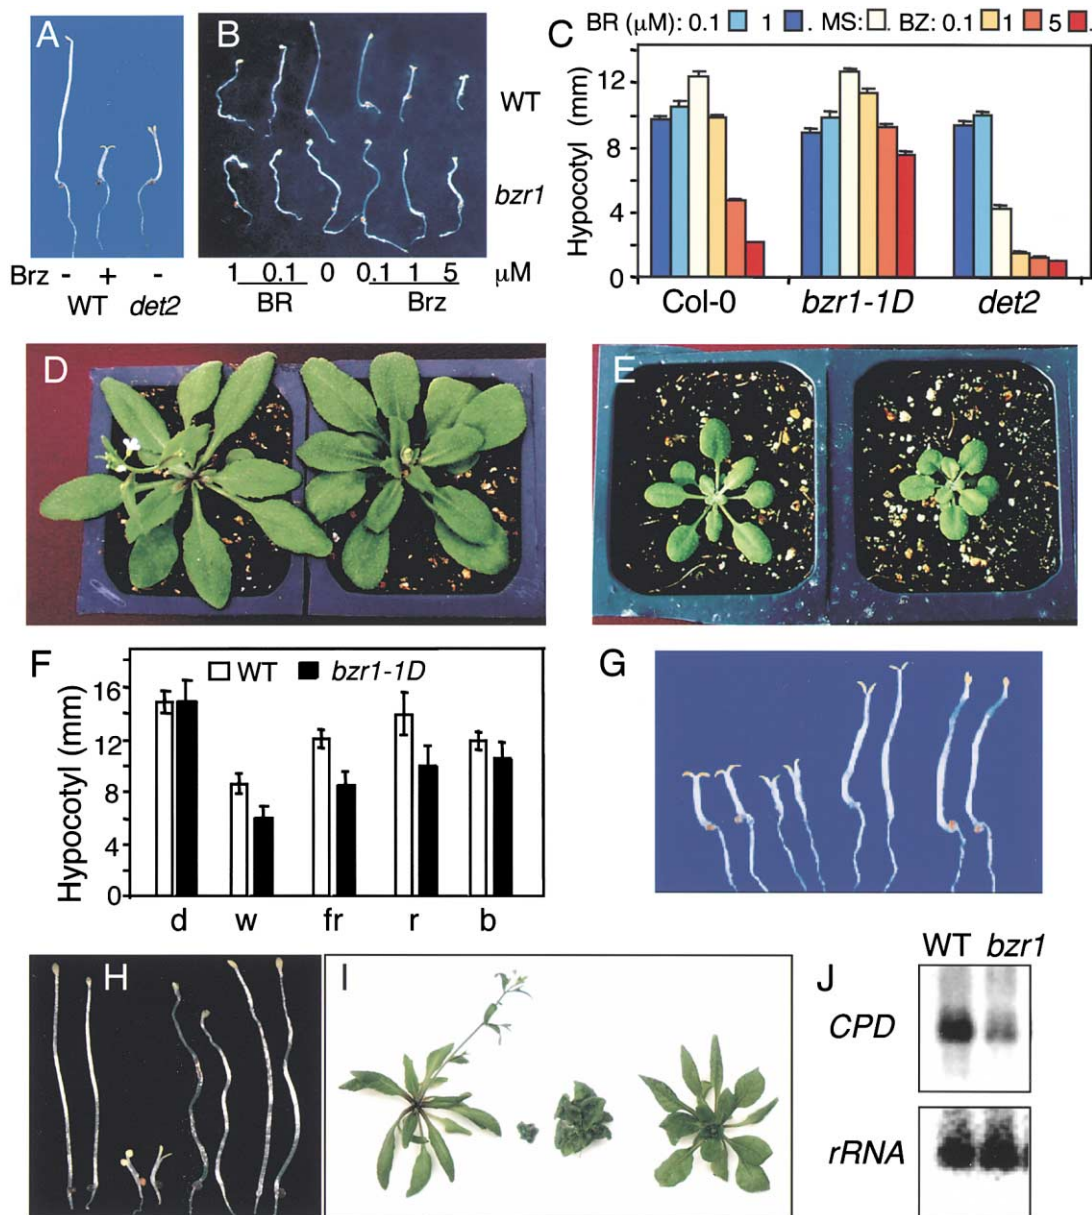 A
B
WT
bzr1
Brz - + -
WT det2
1 0.1 0 0.1 1 5 μM
BR Brz
C
BR (μM): 0.1 1 . MS: . BZ: 0.1 1 5 .
Hypocotyl (mm)
12
8
4
0
Col-0 bzr1-1D det2
D
E
F
WT bzr1-1D
Hypocotyl (mm)
16
12
8
4
0
d w fr r b
G
H
I
J
WT bzr1
CPD
rRNA